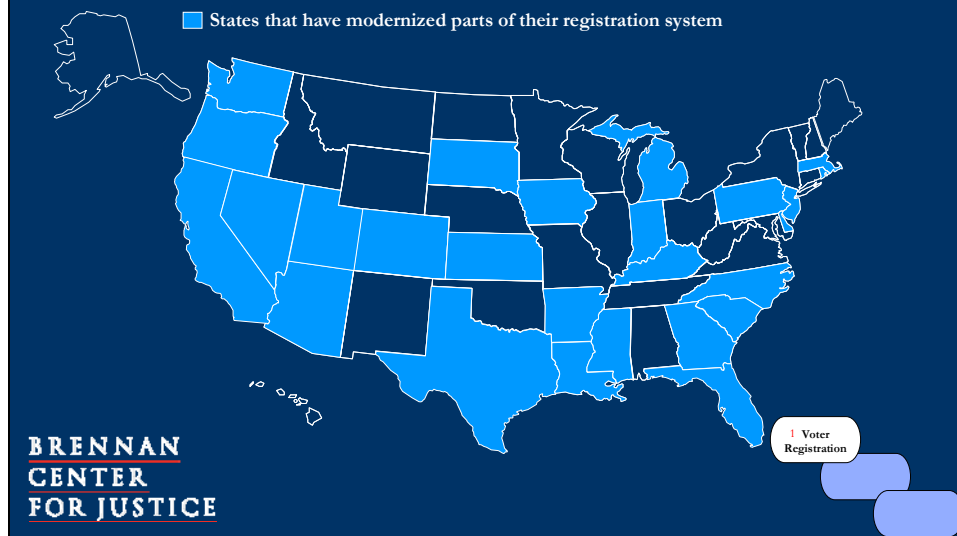 States that have modernized parts of their registration system
1 Voter
Registration
BRENNAN
CENTER
FOR JUSTICE